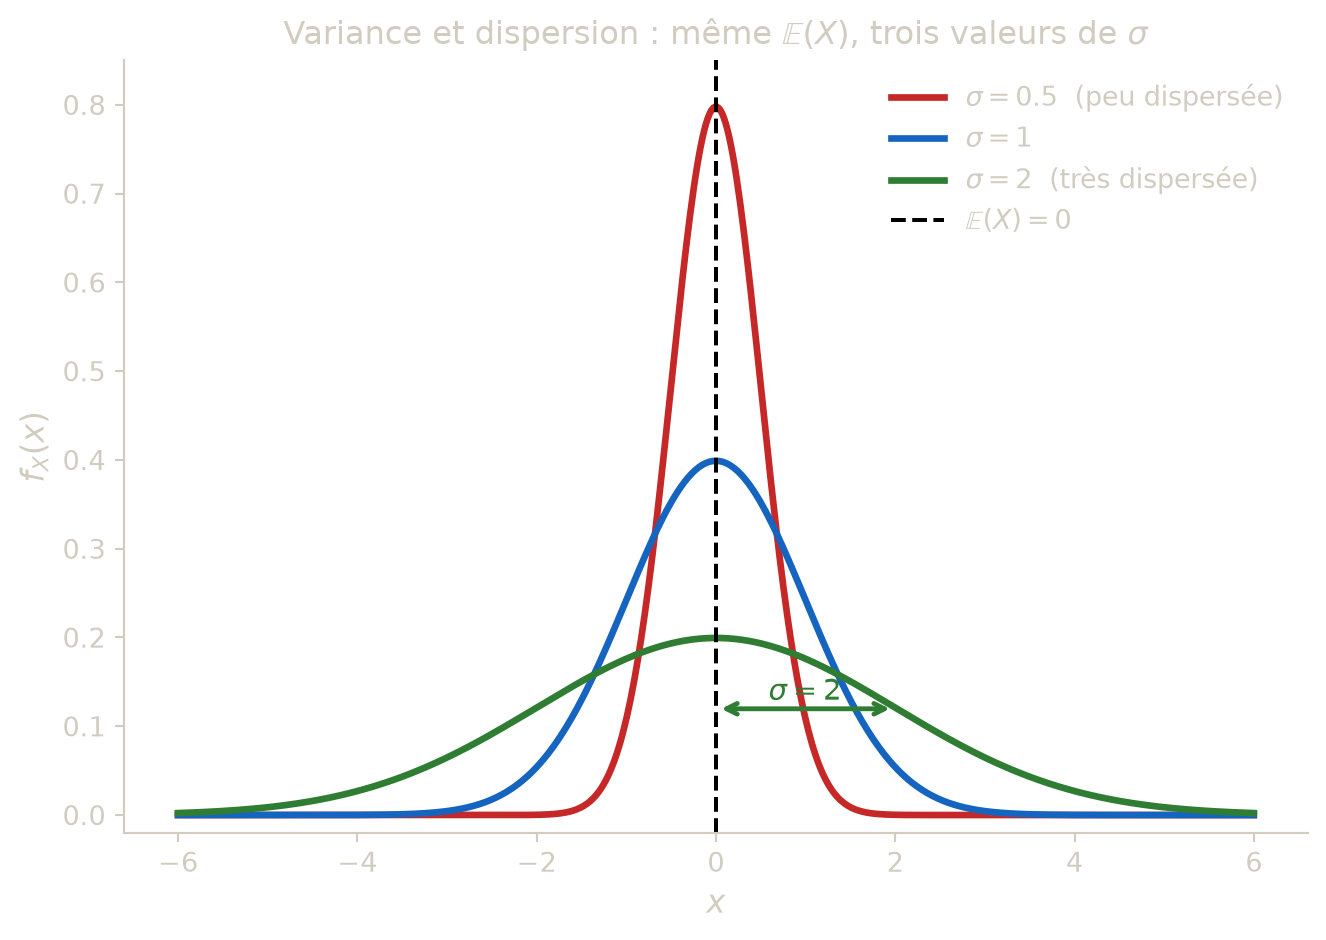 Variance et dispersion : même 𝔼(X), trois valeurs de σ
σ = 0.5 (peu dispersée)
σ = 1
σ = 2 (très dispersée)
𝔼(X) = 0
0.8
0.7
0.6
0.5
0.4
0.3
0.2
0.1
0.0
f_X(x)
σ = 2
−6 −4 −2 0 2 4 6
x